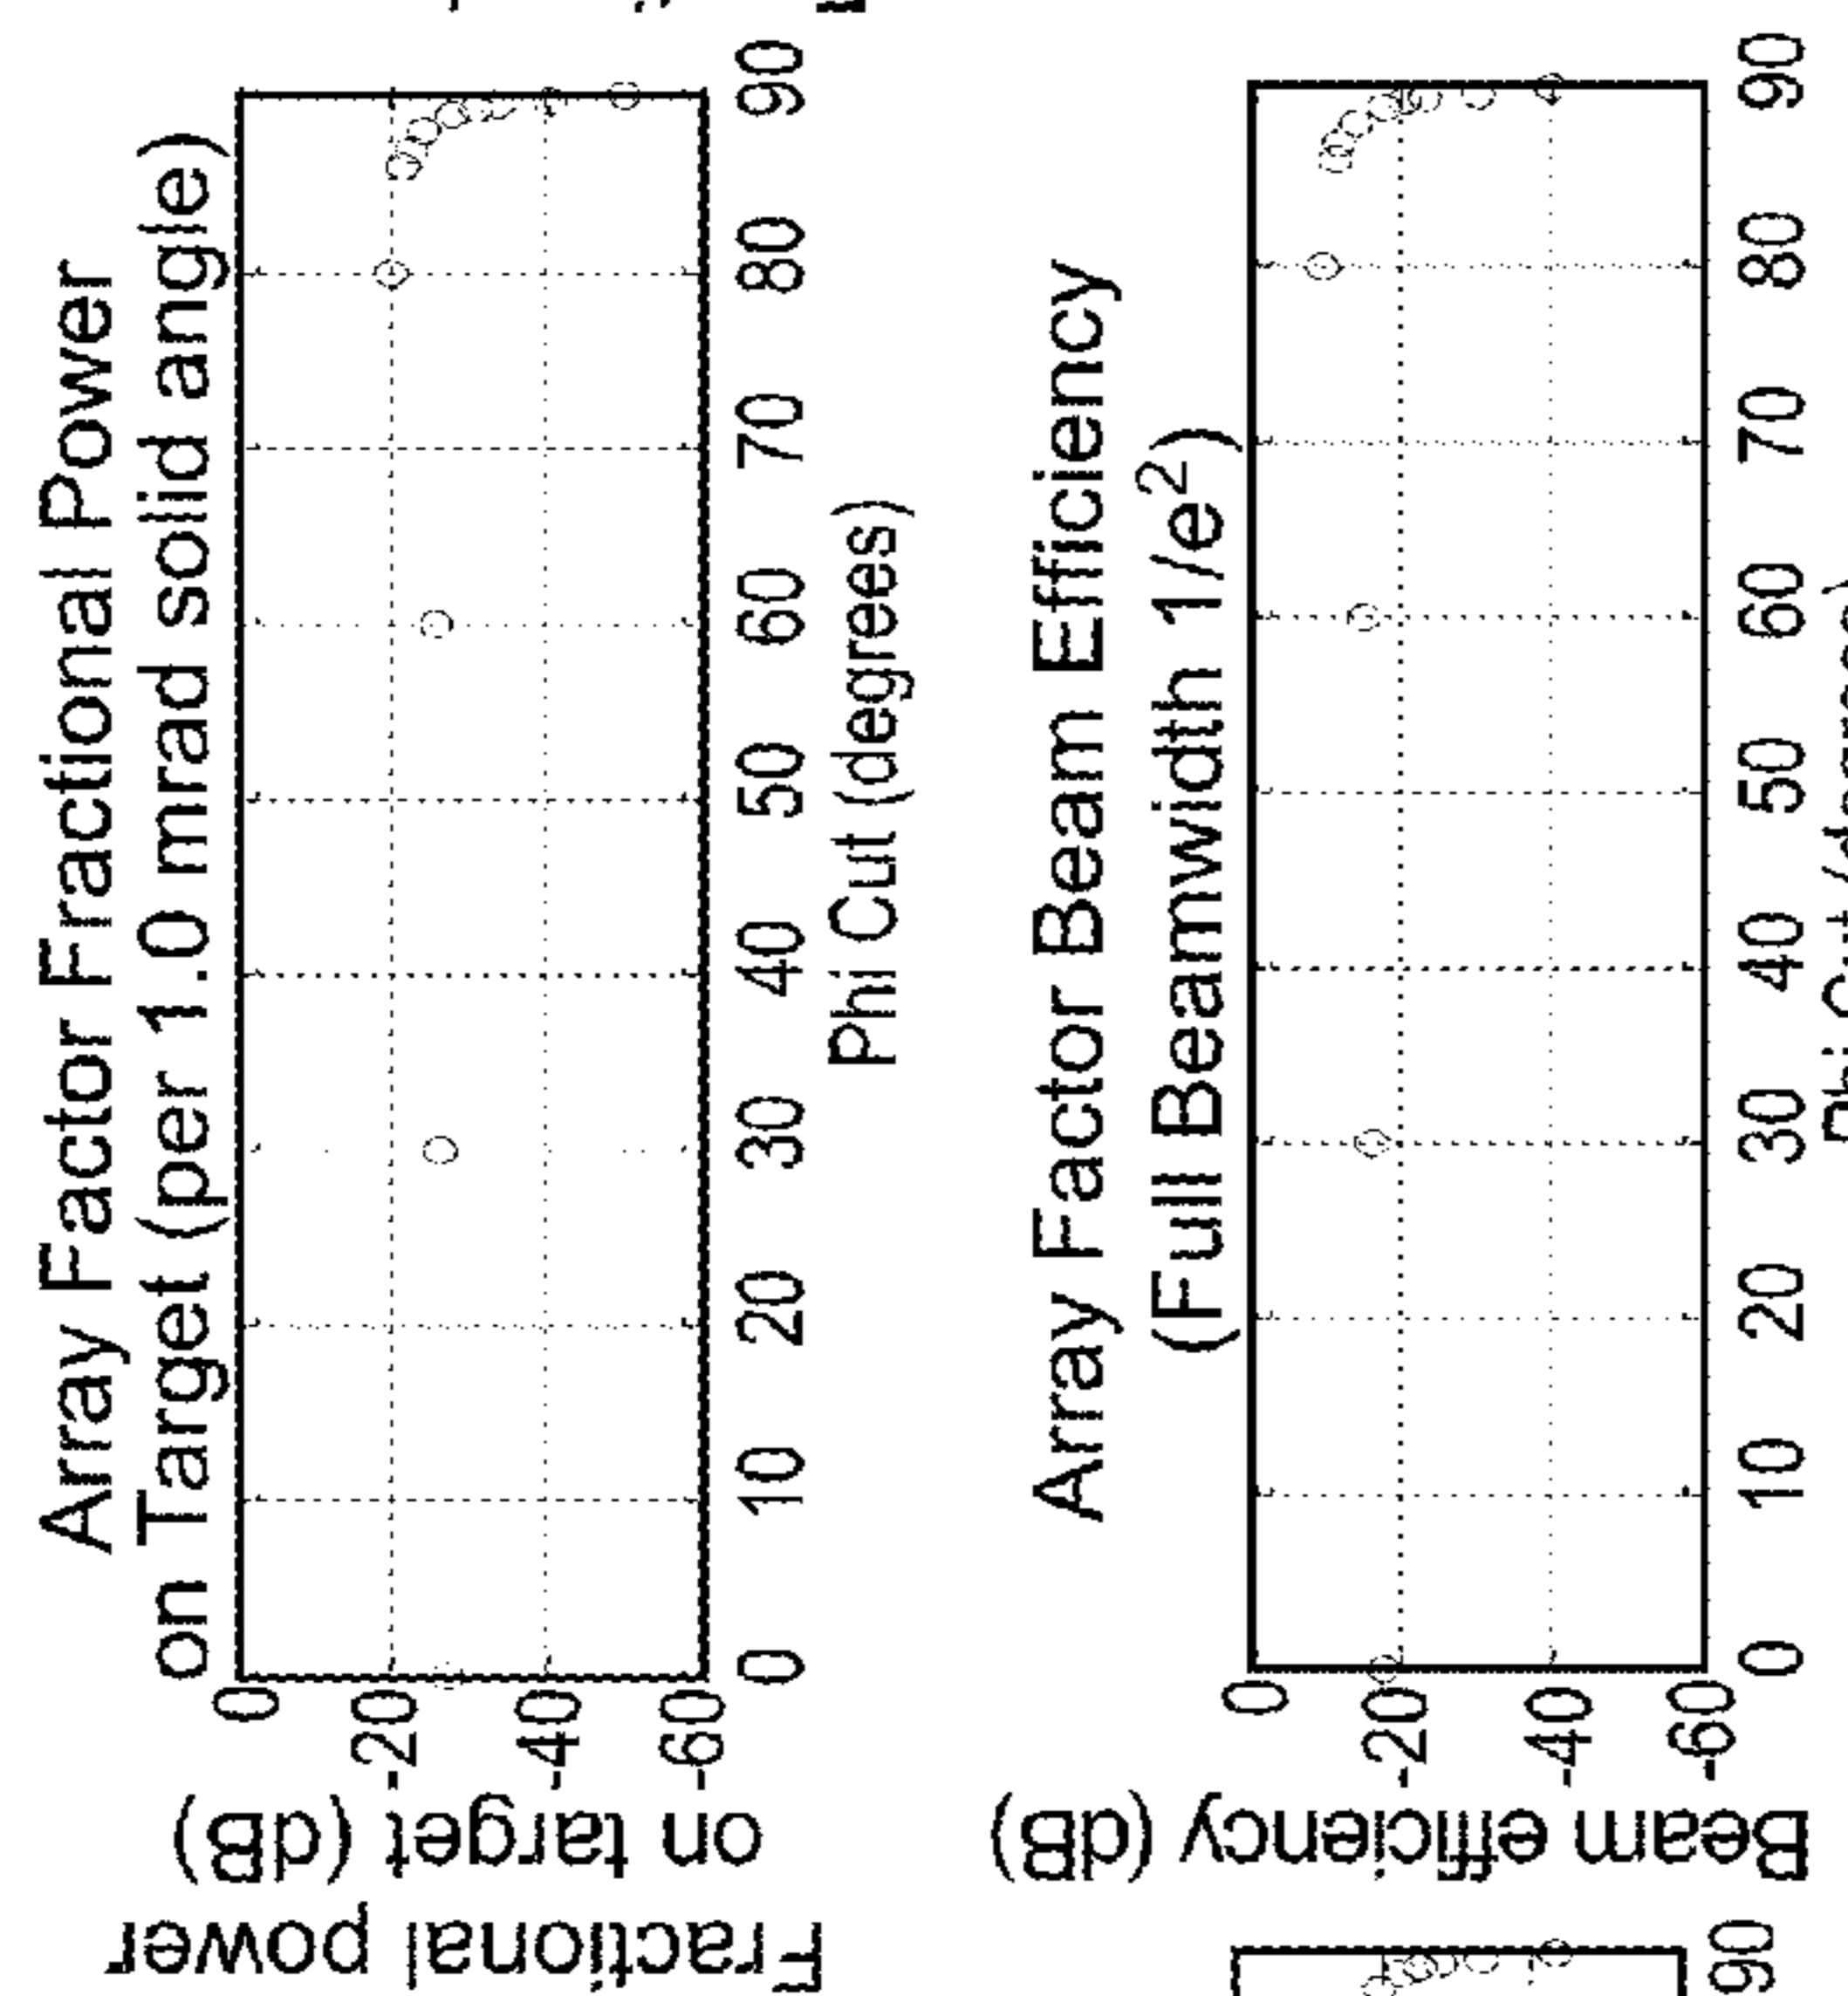 Array Factor Fractional Power
on Target (per 1.0 mrad solid angle)
Fractional power
on target (dB)
0
-20
-40
-60
0 10 20 30 40 50 60 70 80 90
Phi Cut (degrees)
Array Factor Beam Efficiency
(Full Beamwidth 1/e²)
Beam efficiency (dB)
0
-20
-40
-60
0 10 20 30 40 50 60 70 80 90
Phi Cut (degrees)
90